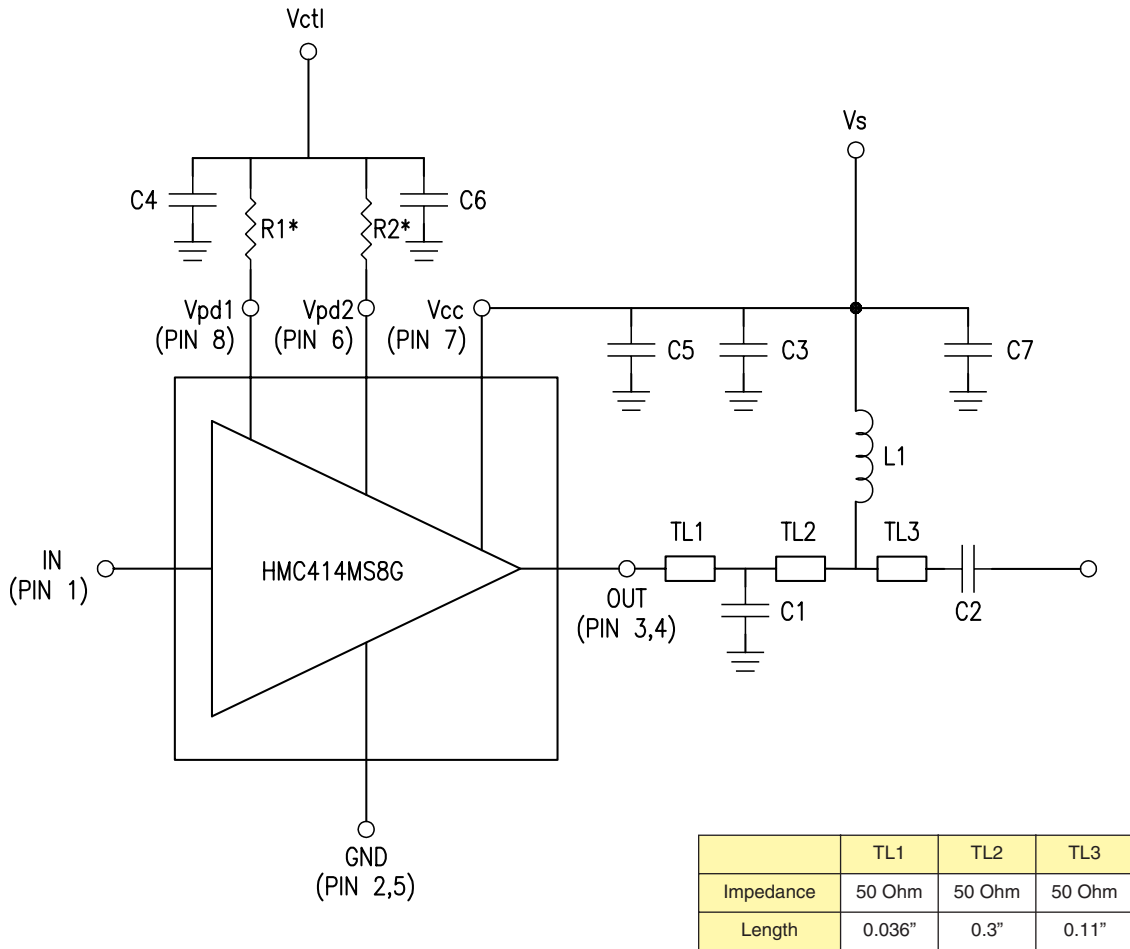 Vctl
Vs
C4
R1*
R2*
C6
Vpd1
(PIN 8)
Vpd2
(PIN 6)
Vcc
(PIN 7)
C5
C3
C7
L1
IN
(PIN 1)
HMC414MS8G
TL1
TL2
TL3
OUT
(PIN 3,4)
C1
C2
GND
(PIN 2,5)
TL1 TL2 TL3
Impedance 50 Ohm 50 Ohm 50 Ohm
Length 0.036” 0.3” 0.11”